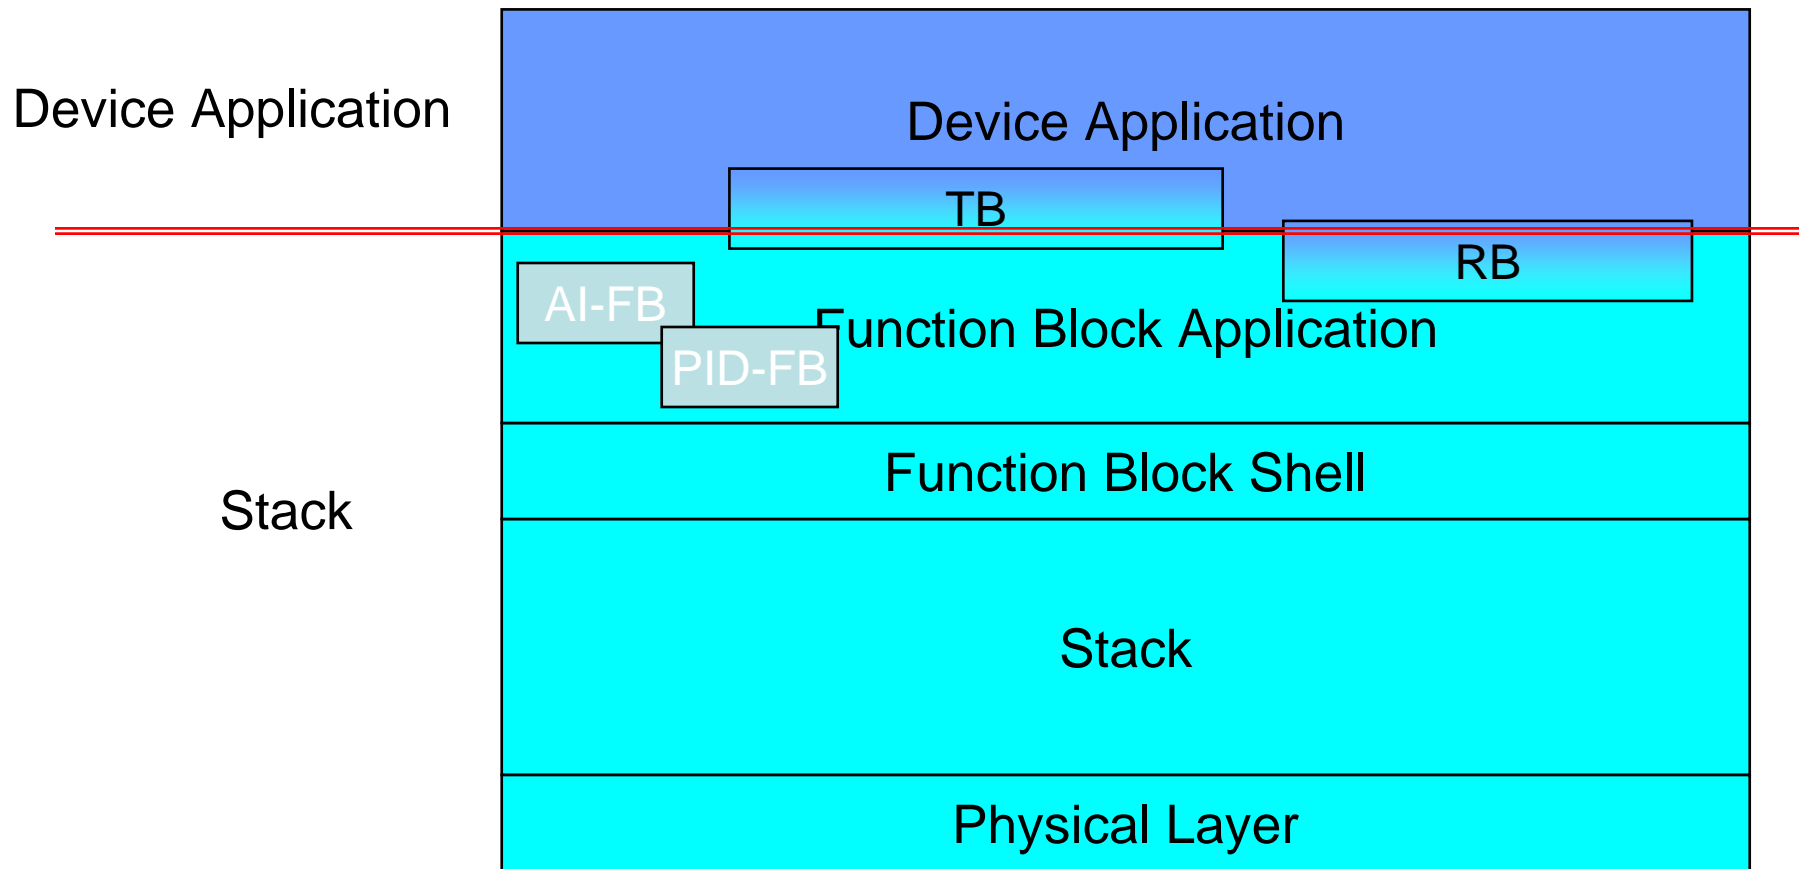 Device Application
Device Application
TB
RB
AI-FB
Function Block Application
PID-FB
Function Block Shell
Stack
Stack
Physical Layer